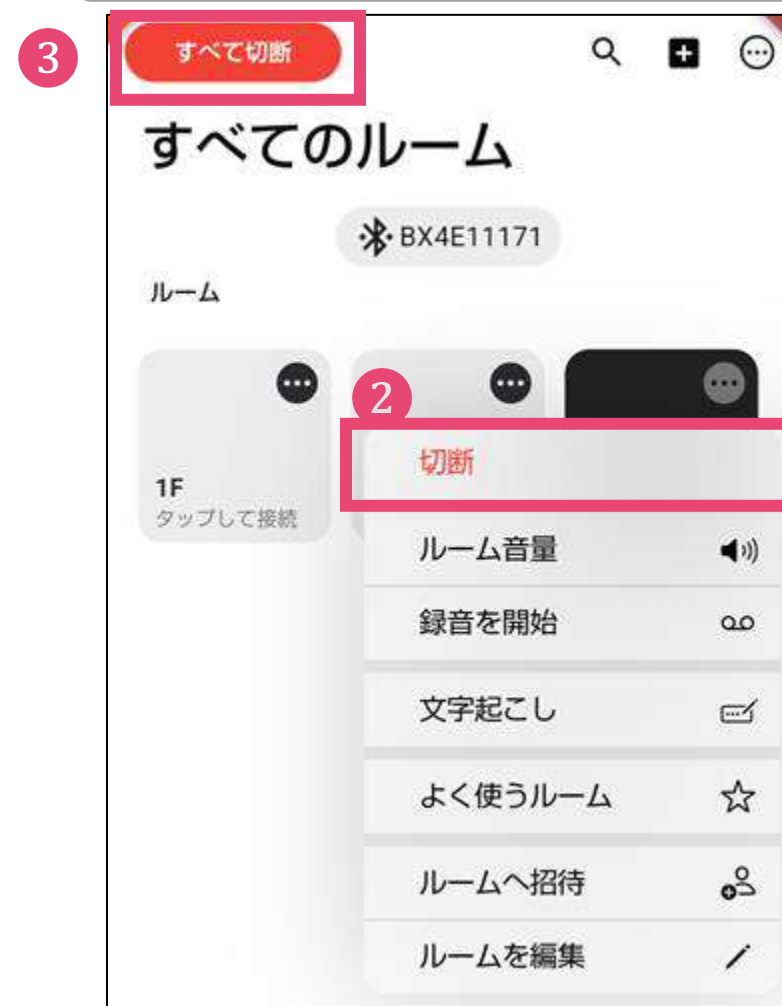 3
すべて切断
すべてのルーム
BX4E11171
ルーム
2
切断
1F
タップして接続
ルーム音量
録音を開始
文字起こし
よく使うルーム
ルームへ招待
ルームを編集